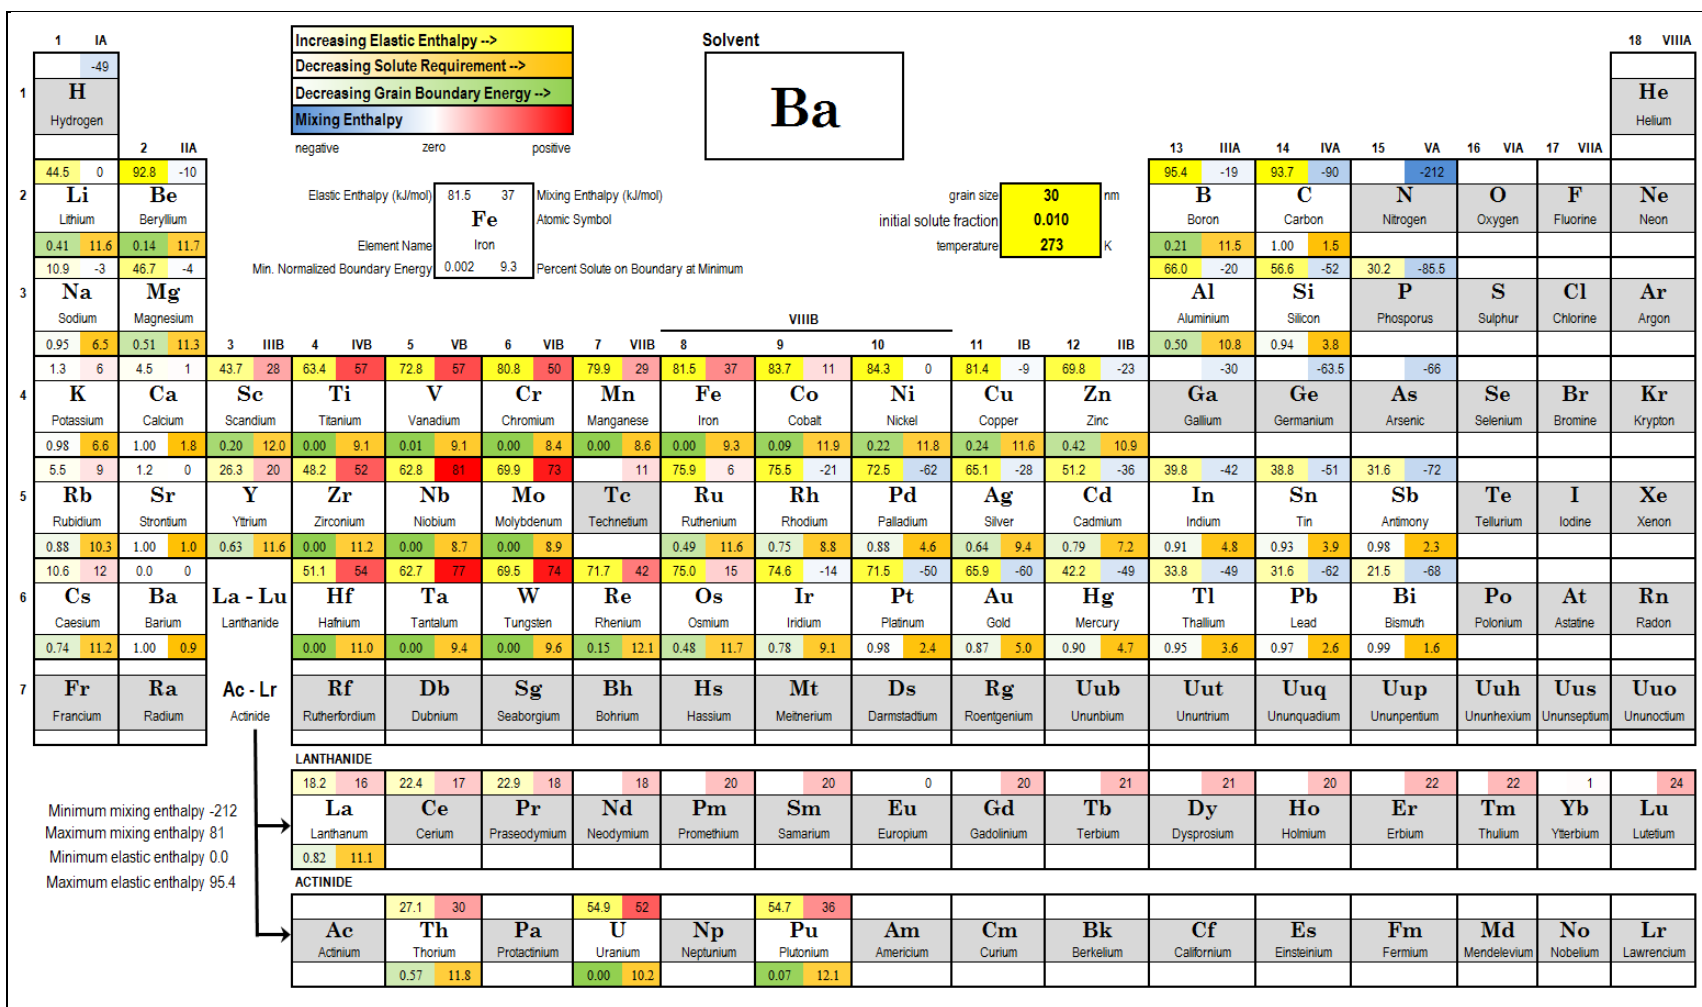 1 IA
Increasing Elastic Enthalpy -->
Solvent
18 VIIIA
-49
Decreasing Solute Requirement -->
1 H Decreasing Grain Boundary Energy --> Ba He
Hydrogen Mixing Enthalpy Helium
negative zero positive
2 IIA 13 IIIA 14 IVA 15 VA 16 VIA 17 VIIA
44.5 0 92.8 -10 95.4 -19 93.7 -90 -212
2 Li Be Elastic Enthalpy (kJ/mol) 81.5 37 Mixing Enthalpy (kJ/mol) grain size 30 nm B C N O F Ne
Lithium Beryllium Fe Atomic Symbol initial solute fraction 0.010 Boron Carbon Nitrogen Oxygen Fluorine Neon
0.41 11.6 0.14 11.7 Element Name Iron temperature 273 K 0.21 11.5 1.00 1.5
10.9 -3 46.7 -4 Min. Normalized Boundary Energy 0.002 9.3 Percent Solute on Boundary at Minimum 66.0 -20 56.6 -52 30.2 -85.5
3 Na Mg Al Si P S Cl Ar
Sodium Magnesium VIIIB Aluminium Silicon Phosporus Sulphur Chlorine Argon
0.95 6.5 0.51 11.3 3 IIIB 4 IVB 5 VB 6 VIB 7 VIIB 8 9 10 11 IB 12 IIB 0.50 10.8 0.94 3.8
1.3 6 4.5 1 43.7 28 63.4 57 72.8 57 80.8 50 79.9 29 81.5 37 83.7 11 84.3 0 81.4 -9 69.8 -23 -30 -63.5 -66
4 K Ca Sc Ti V Cr Mn Fe Co Ni Cu Zn Ga Ge As Se Br Kr
Potassium Calcium Scandium Titanium Vanadium Chromium Manganese Iron Cobalt Nickel Copper Zinc Gallium Germanium Arsenic Selenium Bromine Krypton
0.98 6.6 1.00 1.8 0.20 12.0 0.00 9.1 0.01 9.1 0.00 8.4 0.00 8.6 0.00 9.3 0.09 11.9 0.22 11.8 0.24 11.6 0.42 10.9
5.5 9 1.2 0 26.3 20 48.2 52 62.8 81 69.9 73 11 75.9 6 75.5 -21 72.5 -62 65.1 -28 51.2 -36 39.8 -42 38.8 -51 31.6 -72
5 Rb Sr Y Zr Nb Mo Tc Ru Rh Pd Ag Cd In Sn Sb Te I Xe
Rubidium Strontium Yttrium Zirconium Niobium Molybdenum Technetium Ruthenium Rhodium Palladium Silver Cadmium Indium Tin Antimony Tellurium Iodine Xenon
0.88 10.3 1.00 1.0 0.63 11.6 0.00 11.2 0.00 8.7 0.00 8.9 0.49 11.6 0.75 8.8 0.88 4.6 0.64 9.4 0.79 7.2 0.91 4.8 0.93 3.9 0.98 2.3
10.6 12 0.0 0 51.1 54 62.7 77 69.5 74 71.7 42 75.0 15 74.6 -14 71.5 -50 65.9 -60 42.2 -49 33.8 -49 31.6 -62 21.5 -68
6 Cs Ba La - Lu Hf Ta W Re Os Ir Pt Au Hg Tl Pb Bi Po At Rn
Caesium Barium Lanthanide Hafnium Tantalum Tungsten Rhenium Osmium Iridium Platinum Gold Mercury Thallium Lead Bismuth Polonium Astatine Radon
0.74 11.2 1.00 0.9 0.00 11.0 0.00 9.4 0.00 9.6 0.15 12.1 0.48 11.7 0.78 9.1 0.98 2.4 0.87 5.0 0.90 4.7 0.95 3.6 0.97 2.6 0.99 1.6
7 Fr Ra Ac - Lr Rf Db Sg Bh Hs Mt Ds Rg Uub Uut Uuq Uup Uuh Uus Uuo
Francium Radium Actinide Rutherfordium Dubnium Seaborgium Bohrium Hassium Meitnerium Darmstadtium Roentgenium Ununbium Ununtrium Ununquadium Ununpentium Ununhexium Ununseptium Ununoctium
LANTHANIDE
18.2 16 22.4 17 22.9 18 18 20 20 0 20 21 21 20 22 22 1 24
La Ce Pr Nd Pm Sm Eu Gd Tb Dy Ho Er Tm Yb Lu
Lanthanum Cerium Praseodymium Neodymium Promethium Samarium Europium Gadolinium Terbium Dysprosium Holmium Erbium Thulium Ytterbium Lutetium
0.82 11.1
Minimum mixing enthalpy -212
Maximum mixing enthalpy 81
Minimum elastic enthalpy 0.0
Maximum elastic enthalpy 95.4
ACTINIDE
27.1 30 54.9 52 54.7 36
Ac Th Pa U Np Pu Am Cm Bk Cf Es Fm Md No Lr
Actinium Thorium Protactinium Uranium Neptunium Plutonium Americium Curium Berkelium Californium Einsteinium Fermium Mendelevium Nobelium Lawrencium
0.57 11.8 0.00 10.2 0.07 12.1